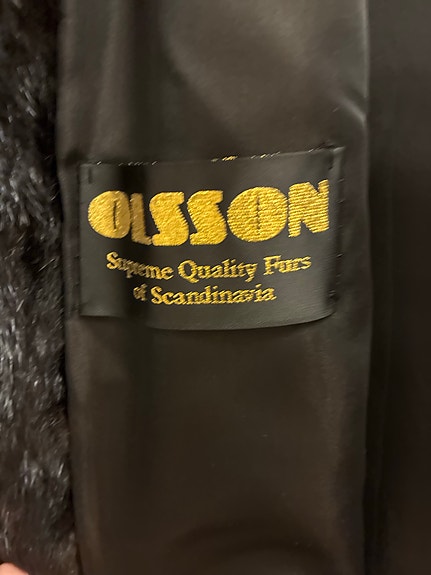 OLSSON
Supreme Quality Furs
of Scandinavia